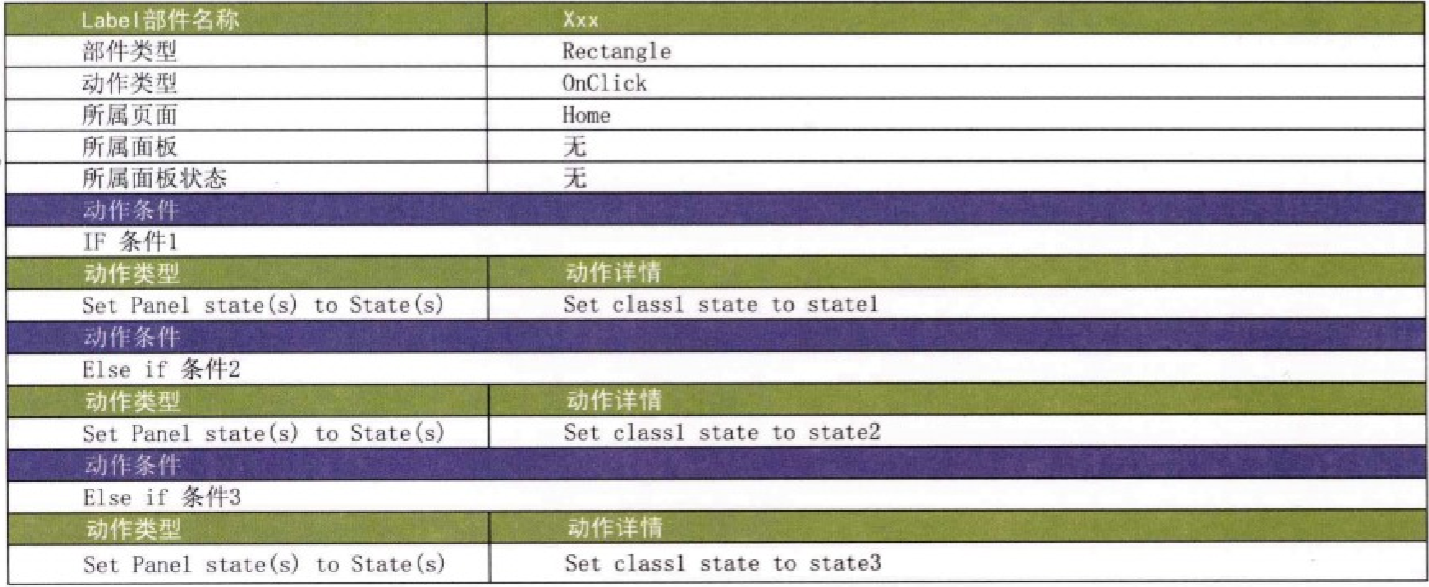 Label部件名称 Xxx
部件类型 Rectangle
动作类型 OnClick
所属页面 Home
所属面板 无
所属面板状态 无
动作条件
IF 条件1
动作类型 动作详情
Set Panel state(s) to State(s) Set class1 state to state1
动作条件
Else if 条件2
动作类型 动作详情
Set Panel state(s) to State(s) Set class1 state to state2
动作条件
Else if 条件3
动作类型 动作详情
Set Panel state(s) to State(s) Set class1 state to state3